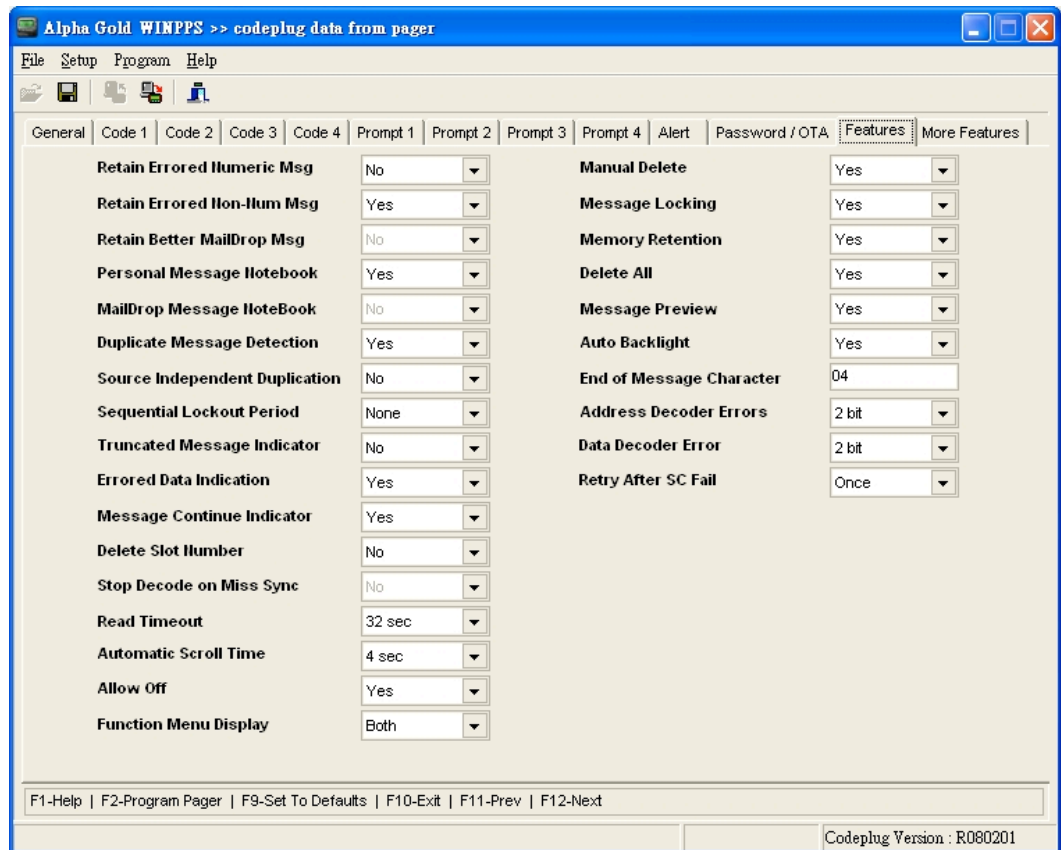 Alpha Gold WINPPS >> codeplug data from pager
File Setup Program Help
General Code 1 Code 2 Code 3 Code 4 Prompt 1 Prompt 2 Prompt 3 Prompt 4 Alert Password / OTA Features More Features
Retain Errored Numeric Msg No
Retain Errored Non-Num Msg Yes
Retain Better MailDrop Msg No
Personal Message Notebook Yes
MailDrop Message NoteBook No
Duplicate Message Detection Yes
Source Independent Duplication No
Sequential Lockout Period None
Truncated Message Indicator No
Errored Data Indication Yes
Message Continue Indicator Yes
Delete Slot Number No
Stop Decode on Miss Sync No
Read Timeout 32 sec
Automatic Scroll Time 4 sec
Allow Off Yes
Function Menu Display Both
Manual Delete Yes
Message Locking Yes
Memory Retention Yes
Delete All Yes
Message Preview Yes
Auto Backlight Yes
End of Message Character 04
Address Decoder Errors 2 bit
Data Decoder Error 2 bit
Retry After SC Fail Once
F1-Help | F2-Program Pager | F9-Set To Defaults | F10-Exit | F11-Prev | F12-Next
Codeplug Version : R080201